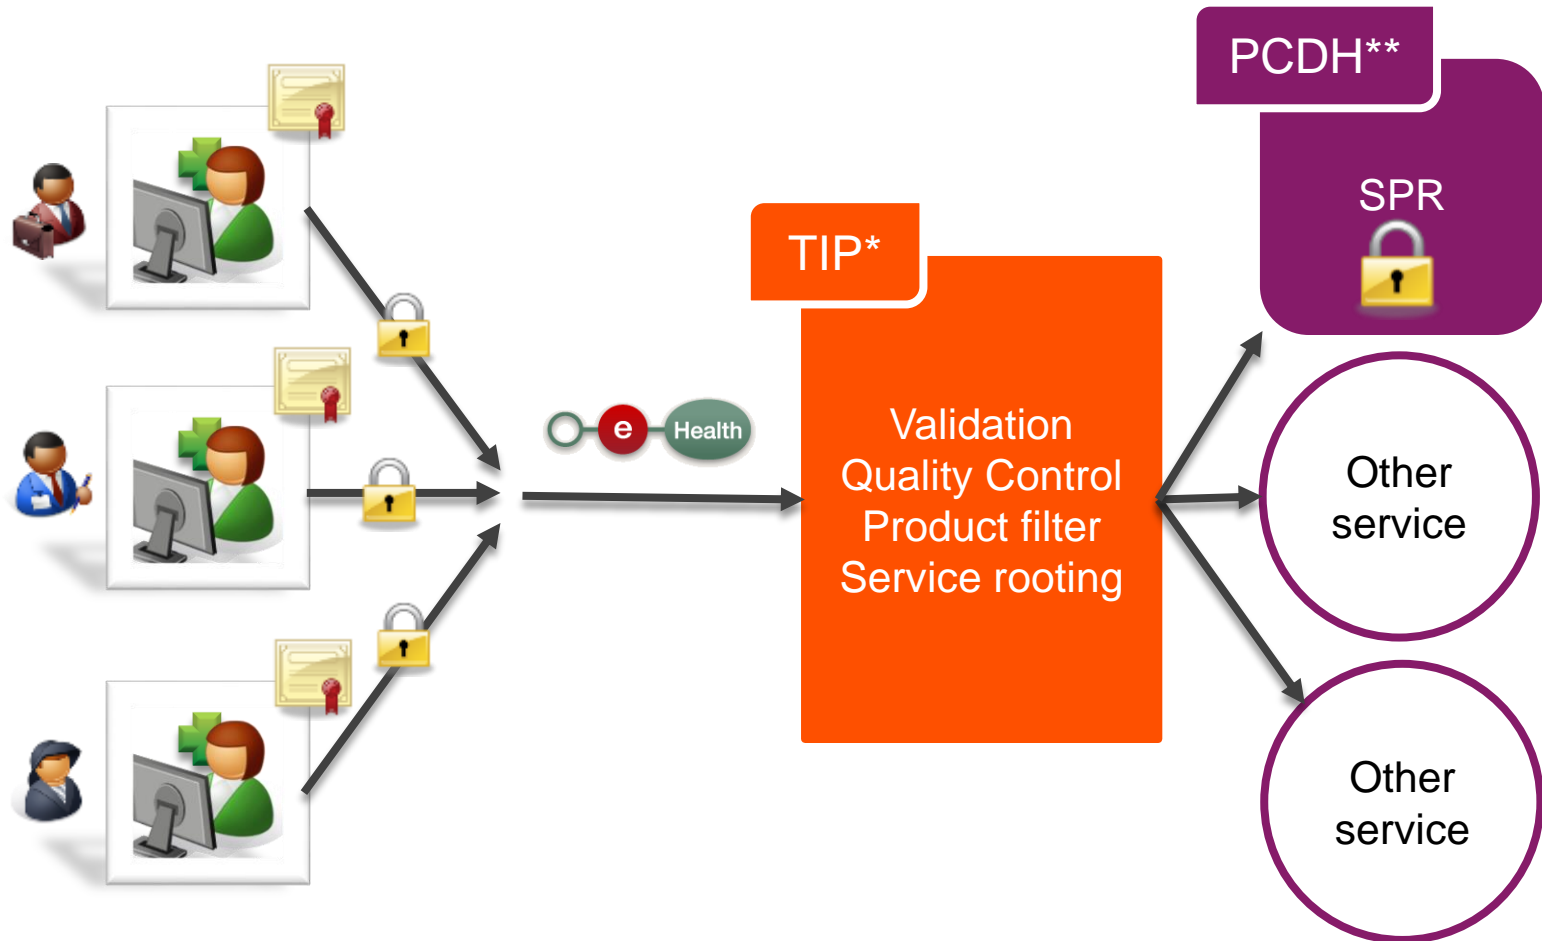 PCDH**
SPR
TIP*
e
Health
Validation
Quality Control
Product filter
Service rooting
Other
service
Other
service